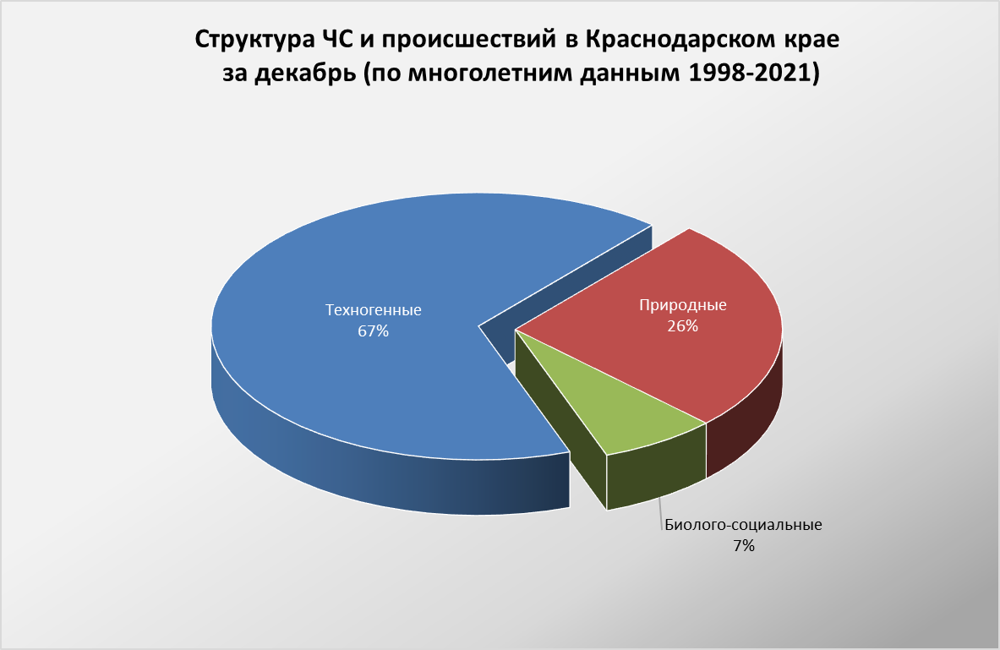 Структура ЧС и происшествий в Краснодарском крае
за декабрь (по многолетним данным 1998-2021)
Техногенные
67%
Природные
26%
Биолого-социальные
7%